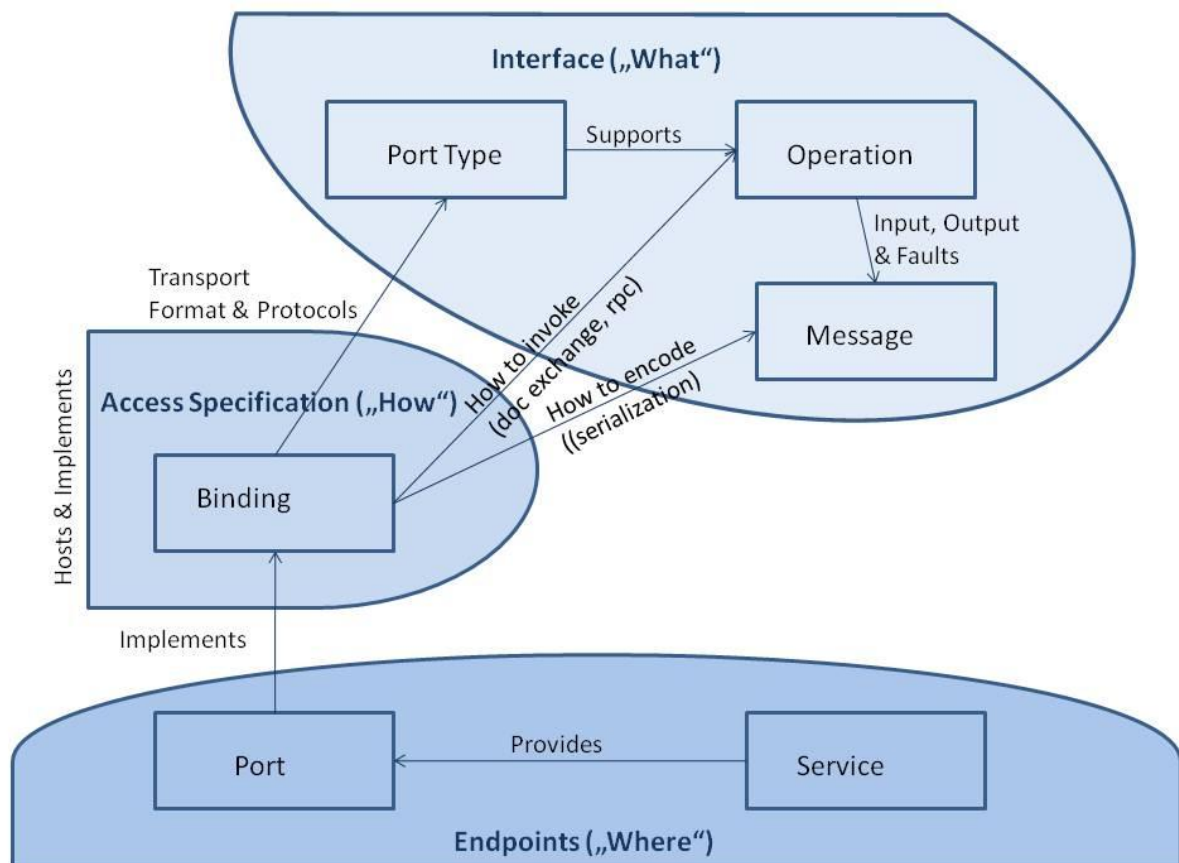 Interface („What“)
Port Type
Supports
Operation
Input, Output
& Faults
Transport
Format & Protocols
Message
How to invoke
(doc exchange, rpc)
How to encode
((serialization)
Access Specification („How“)
Hosts & Implements
Binding
Implements
Port
Provides
Service
Endpoints („Where“)